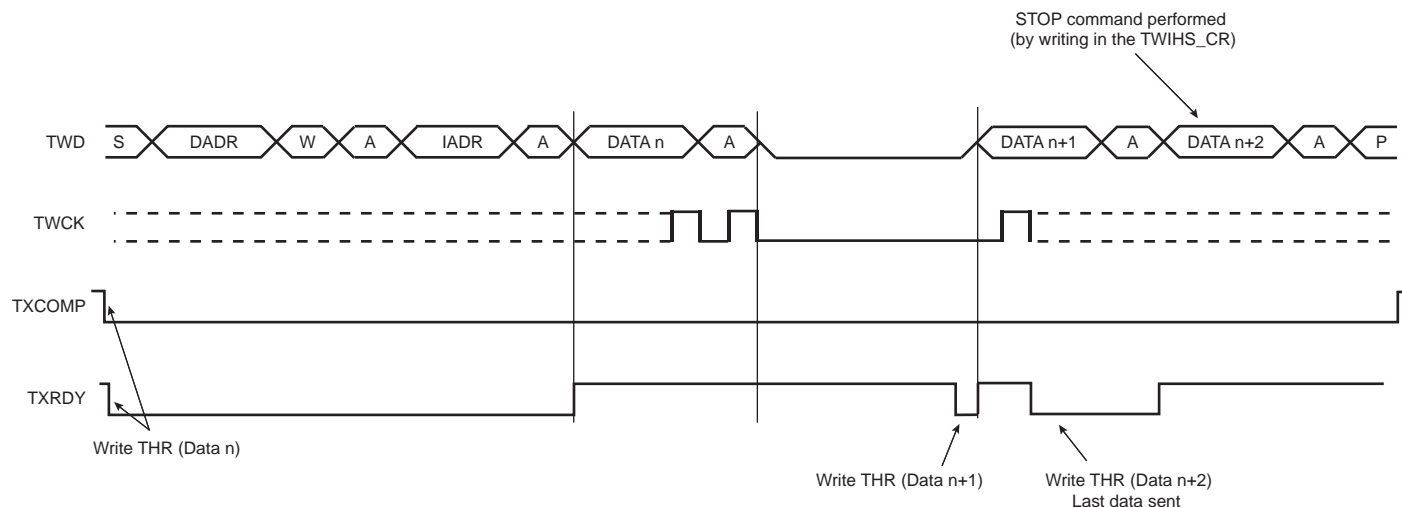 STOP command performed
(by writing in the TWIHS_CR)
TWD S DADR W A IADR A DATA n A DATA n+1 A DATA n+2 A P
TWCK
TXCOMP
TXRDY
Write THR (Data n)
Write THR (Data n+1)
Write THR (Data n+2)
Last data sent